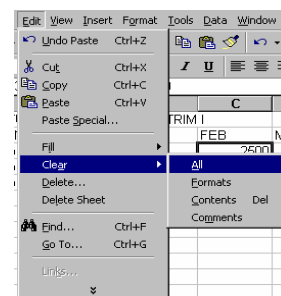 Edit View Insert Format Tools Data Window
Undo Paste Ctrl+Z
Cut Ctrl+X
Copy Ctrl+C
Paste Ctrl+V
Paste Special...
Fill
Clear
Delete...
Delete Sheet
Find... Ctrl+F
Go To... Ctrl+G
Links...
I U
C
TRIM I
FEB
2500
All
Formats
Contents Del
Comments